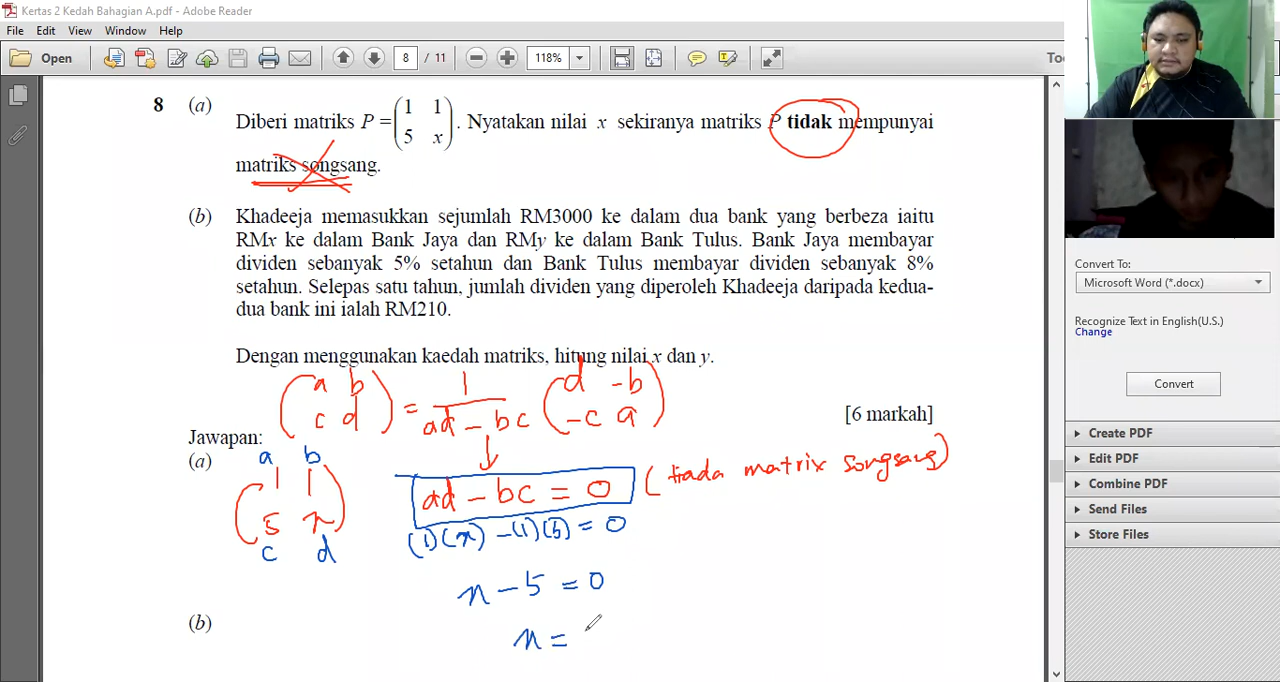 Kertas 2 Kedah Bahagian A.pdf - Adobe Reader
File Edit View Window Help
Open 8 / 11 118%
8 (a) Diberi matriks P = (1 1
5 x). Nyatakan nilai x sekiranya matriks P tidak mempunyai
matriks songsang.
(b) Khadeeja memasukkan sejumlah RM3000 ke dalam dua bank yang berbeza iaitu
RMx ke dalam Bank Jaya dan RMy ke dalam Bank Tulus. Bank Jaya membayar
dividen sebanyak 5% setahun dan Bank Tulus membayar dividen sebanyak 8%
setahun. Selepas satu tahun, jumlah dividen yang diperoleh Khadeeja daripada kedua-
dua bank ini ialah RM210.
Dengan menggunakan kaedah matriks, hitung nilai x dan y.
(a b
c d) = 1
ad - bc
(d -b
-c a)
[6 markah]
Jawapan:
(a)
a b
(1 1
5 x)
c d
ad - bc = 0 (tiada matrix songsang)
(1)(x) - (1)(5) = 0
x - 5 = 0
x =
(b)
To
Convert To:
Microsoft Word (*.docx)
Recognize Text in English(U.S.)
Change
Convert
Create PDF
Edit PDF
Combine PDF
Send Files
Store Files